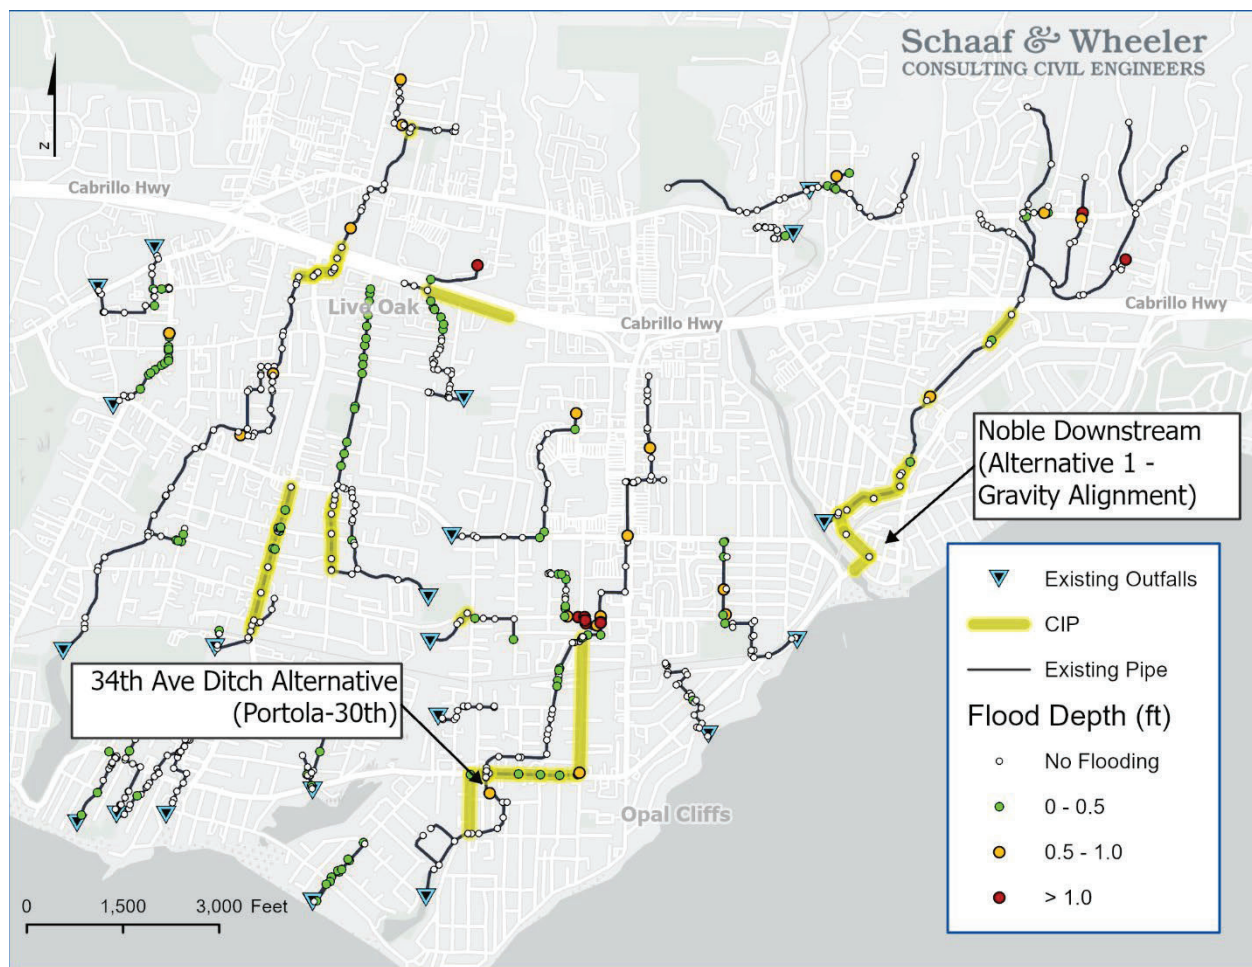 Schaaf & Wheeler
CONSULTING CIVIL ENGINEERS
z
Cabrillo Hwy
Live Oak
Cabrillo Hwy
Cabrillo Hwy
Noble Downstream
(Alternative 1 -
Gravity Alignment)
34th Ave Ditch Alternative
(Portola-30th)
Opal Cliffs
Existing Outfalls
CIP
Existing Pipe
Flood Depth (ft)
No Flooding
0 - 0.5
0.5 - 1.0
> 1.0
0 1,500 3,000 Feet